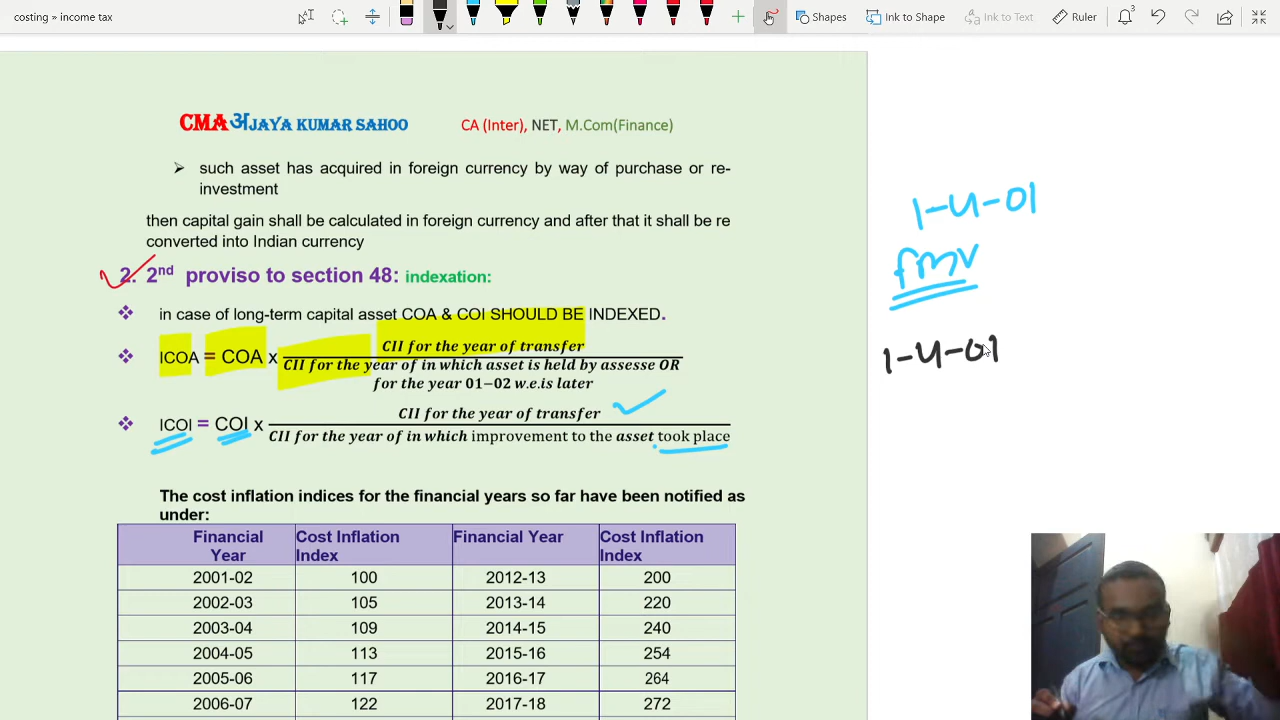 costing » income tax
Shapes
Ink to Shape
Ink to Text
Ruler
3
CMA अJAYA KUMAR SAHOO CA (Inter), NET, M.Com(Finance)
➢ such asset has acquired in foreign currency by way of purchase or re-
investment
then capital gain shall be calculated in foreign currency and after that it shall be re
converted into Indian currency
2. 2nd proviso to section 48: indexation:
❖ in case of long-term capital asset COA & COI SHOULD BE INDEXED.
❖ ICOA = COA x CII for the year of transfer
CII for the year of in which asset is held by assesse OR
for the year 01−02 w.e.is later
❖ ICOI = COI x CII for the year of transfer
CII for the year of in which improvement to the asset took place
The cost inflation indices for the financial years so far have been notified as
under:
Financial Year Cost Inflation Index Financial Year Cost Inflation Index
2001-02 100 2012-13 200
2002-03 105 2013-14 220
2003-04 109 2014-15 240
2004-05 113 2015-16 254
2005-06 117 2016-17 264
2006-07 122 2017-18 272
1-4-01
fmv
1-4-01